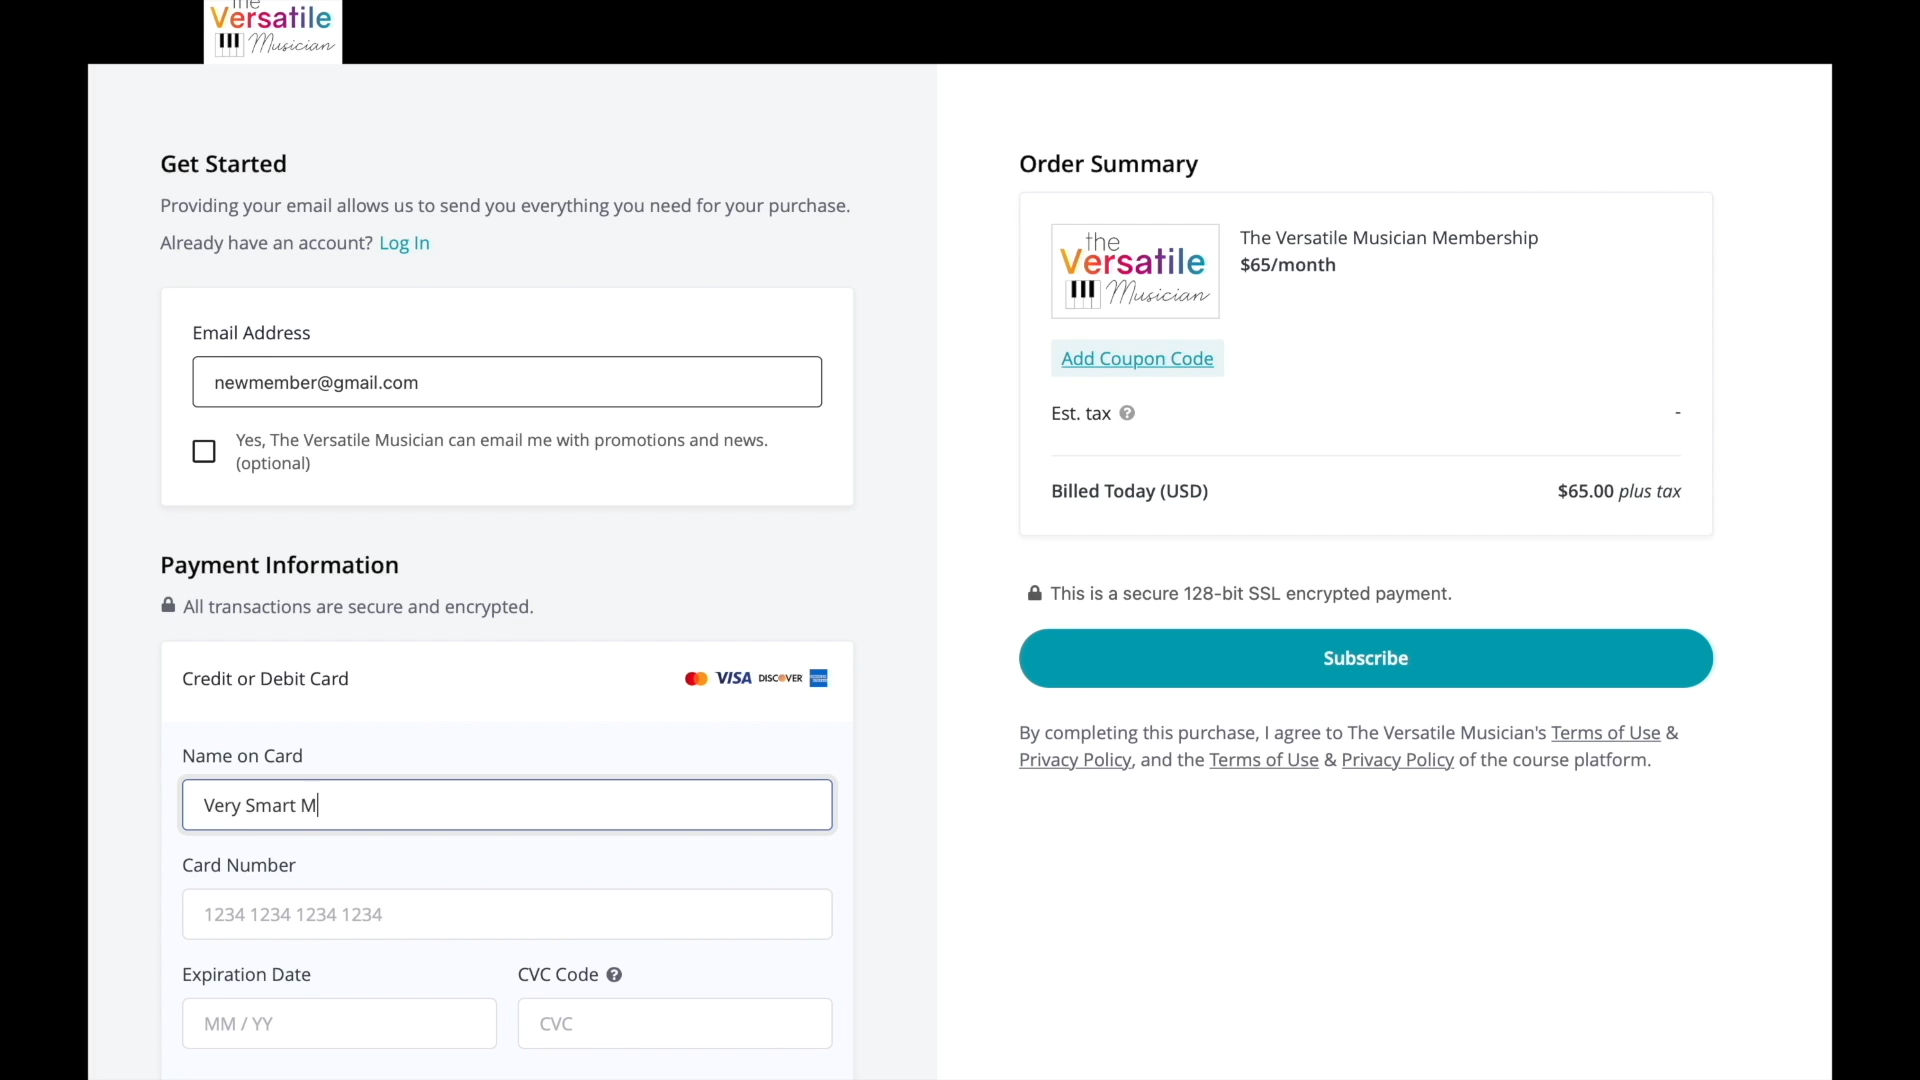 the
Versatile
Musician
Get Started
Providing your email allows us to send you everything you need for your purchase.
Already have an account? Log In
Email Address
newmember@gmail.com
Yes, The Versatile Musician can email me with promotions and news.
(optional)
Payment Information
All transactions are secure and encrypted.
Credit or Debit Card
VISA DISCOVER
Name on Card
Very Smart M
Card Number
1234 1234 1234 1234
Expiration Date
CVC Code
MM / YY
CVC
Order Summary
the
Versatile
Musician
The Versatile Musician Membership
$65/month
Add Coupon Code
Est. tax
-
Billed Today (USD)
$65.00 plus tax
This is a secure 128-bit SSL encrypted payment.
Subscribe
By completing this purchase, I agree to The Versatile Musician's Terms of Use &
Privacy Policy, and the Terms of Use & Privacy Policy of the course platform.